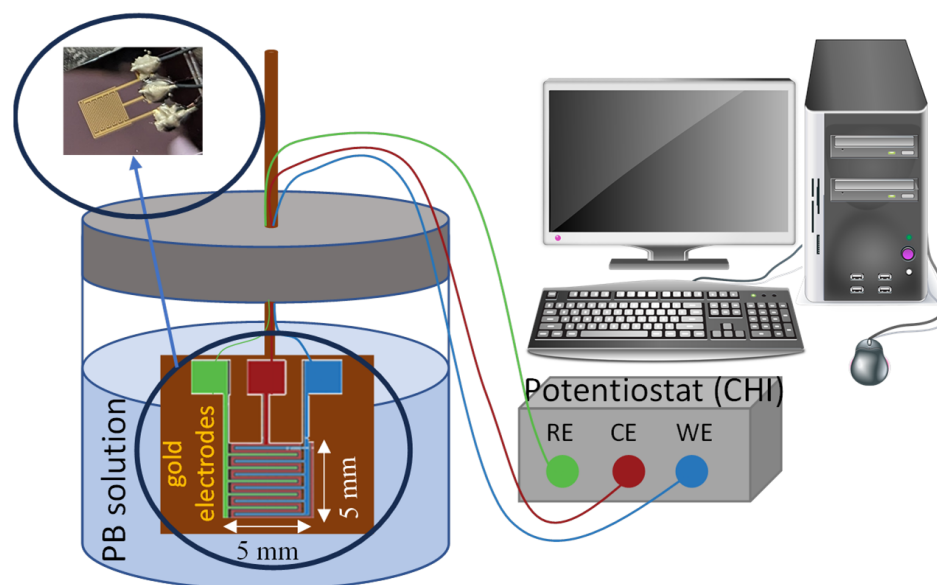 Potentiostat (CHI)
RE CE WE
PB solution
gold
electrodes
5 mm
5 mm